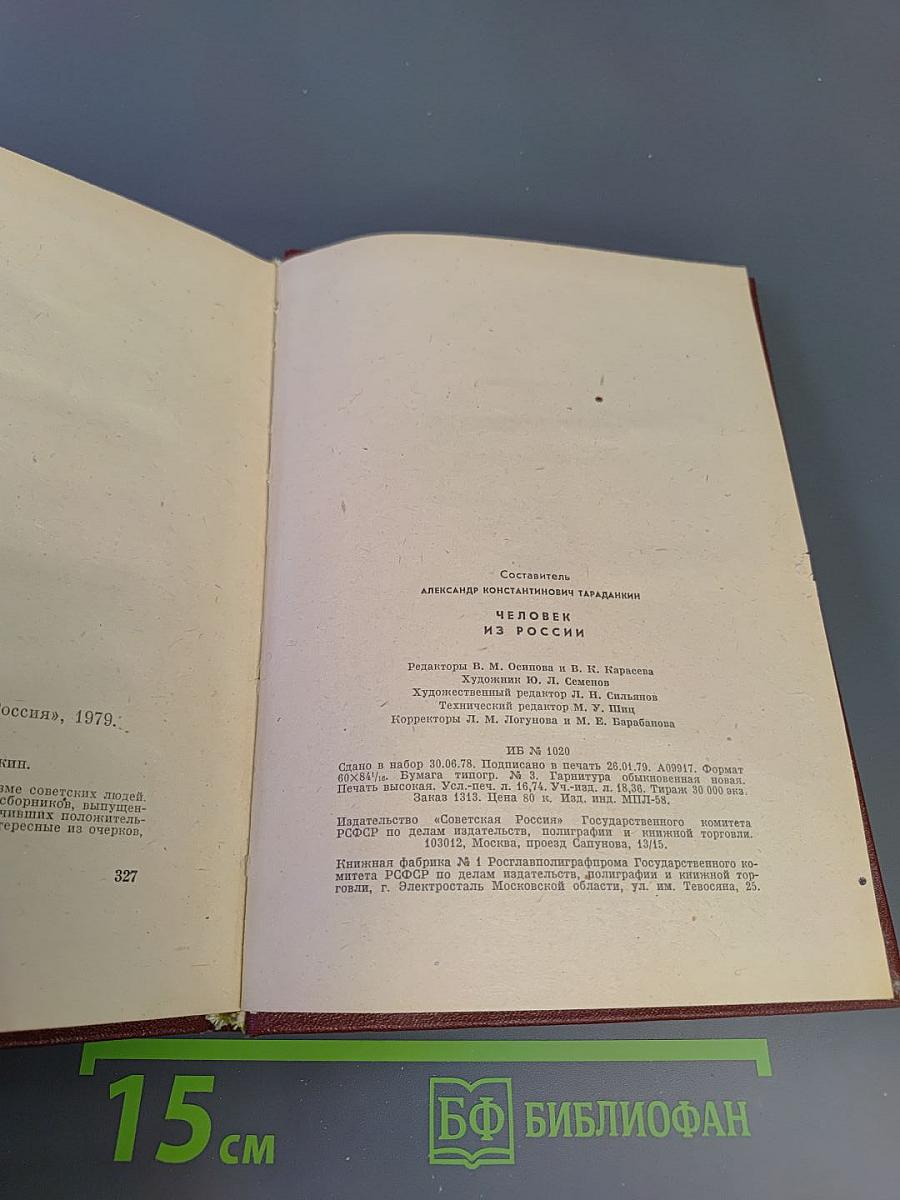 оссия», 1979.
кин.
зме советских людей.
сборников, выпущен-
чивших положитель-
тересные из очерков,
327
Составитель
АЛЕКСАНДР КОНСТАНТИНОВИЧ ТАРАДАНКИН
ЧЕЛОВЕК
ИЗ РОССИИ
Редакторы В. М. Осипова и В. К. Карасева
Художник Ю. Л. Семенов
Художественный редактор Л. Н. Сильянов
Технический редактор М. У. Шиц
Корректоры Л. М. Логунова и М. Е. Барабанова
ИБ № 1020
Сдано в набор 30.06.78. Подписано в печать 26.01.79. А09917. Формат
60×84¹/₁₆. Бумага типогр. № 3. Гарнитура обыкновенная новая.
Печать высокая. Усл.-печ. л. 16,74. Уч.-изд. л. 18,36. Тираж 30 000 экз.
Заказ 1313. Цена 80 к. Изд. инд. МПЛ-58.
Издательство «Советская Россия» Государственного комитета
РСФСР по делам издательств, полиграфии и книжной торговли.
103012, Москва, проезд Сапунова, 13/15.
Книжная фабрика № 1 Росглавполиграфпрома Государственного ко-
митета РСФСР по делам издательств, полиграфии и книжной тор-
говли, г. Электросталь Московской области, ул. им. Тевосяна, 25.
15 см
БФ БИБЛИОФАН